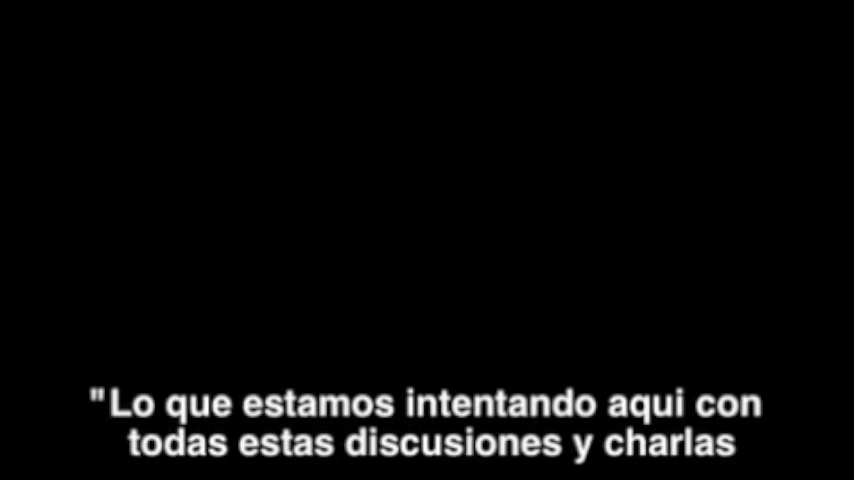 "Lo que estamos intentando aqui con
todas estas discusiones y charlas